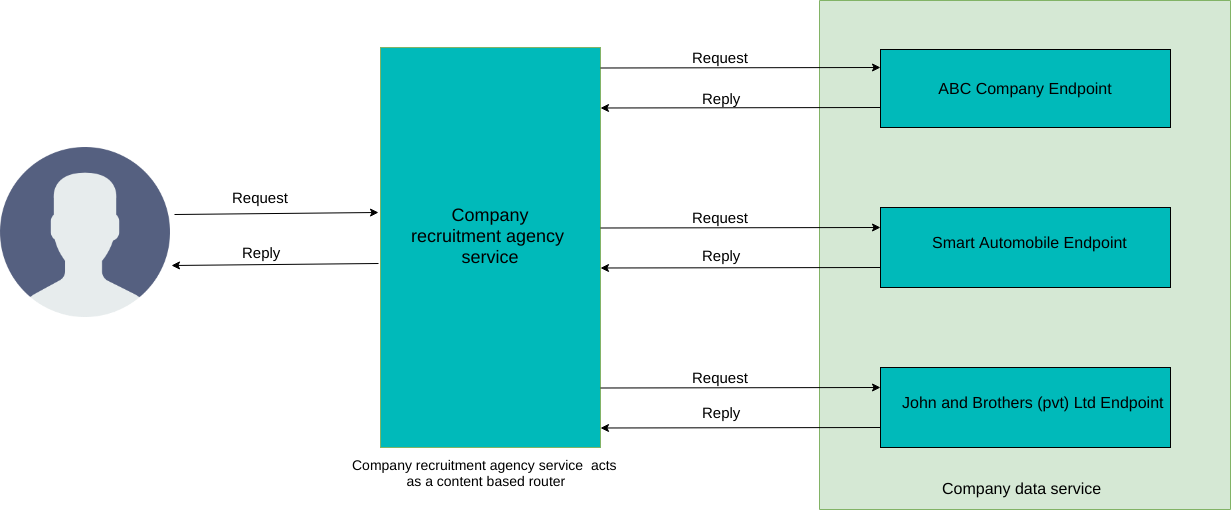 Request
Reply
Company
recruitment agency
service
Company recruitment agency service  acts
as a content based router
Request
Reply
Request
Reply
Request
Reply
ABC Company Endpoint
Smart Automobile Endpoint
John and Brothers (pvt) Ltd Endpoint
Company data service